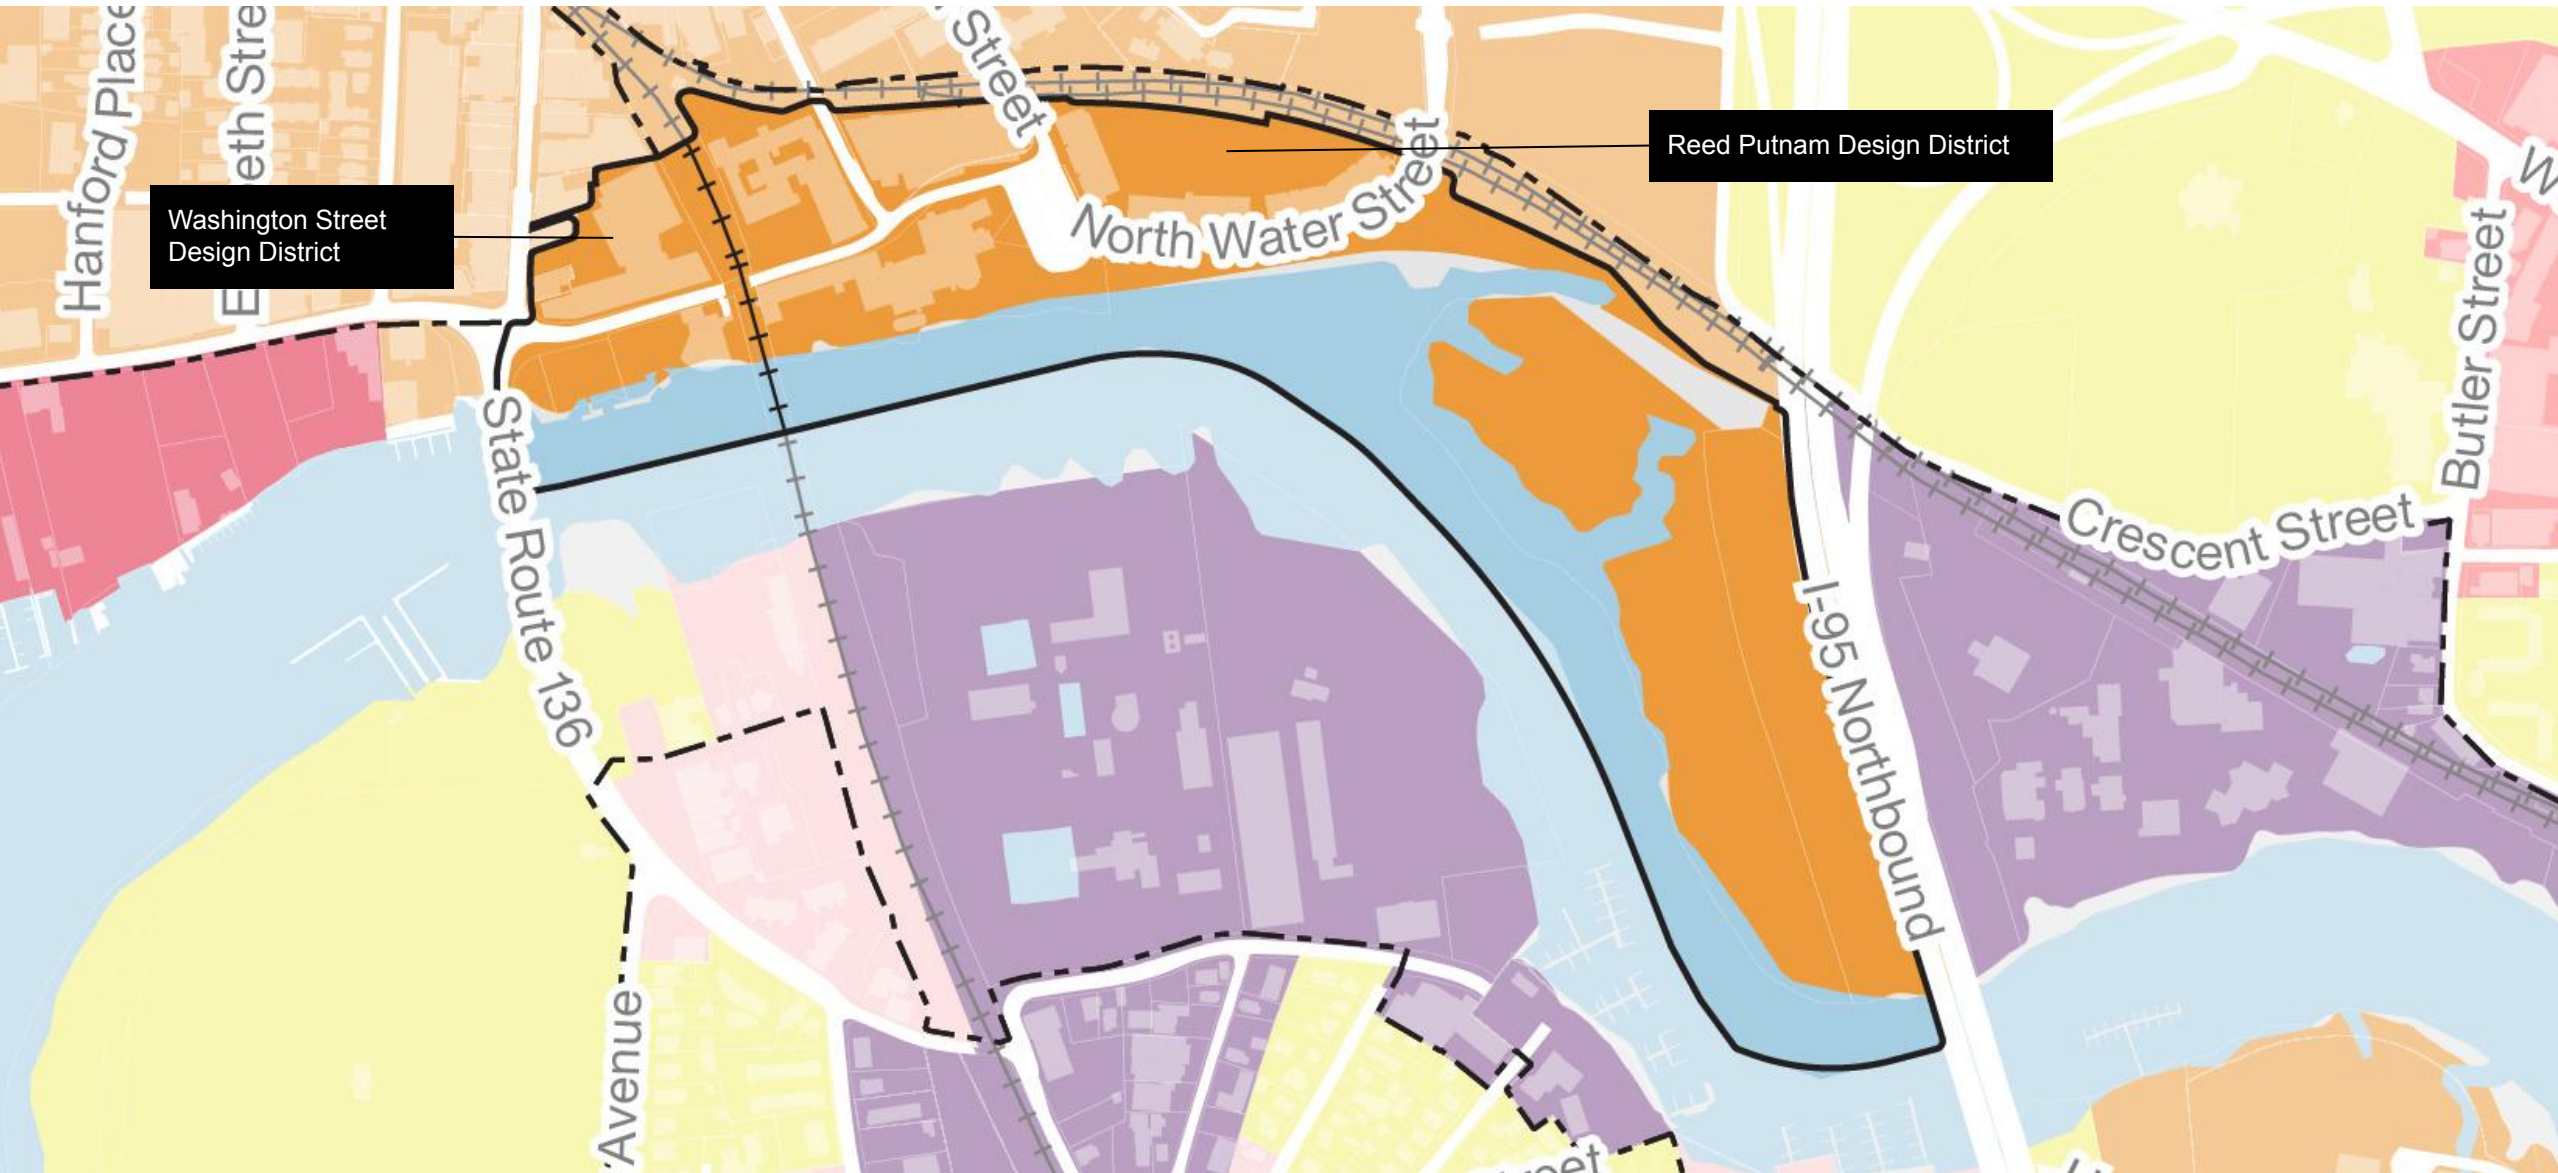 Hanford Place
Street
Reed Putnam Design District
Washington Street
Design District
North Water Street
Butler Street
State Route 136
Crescent Street
I-95 Northbound
Avenue